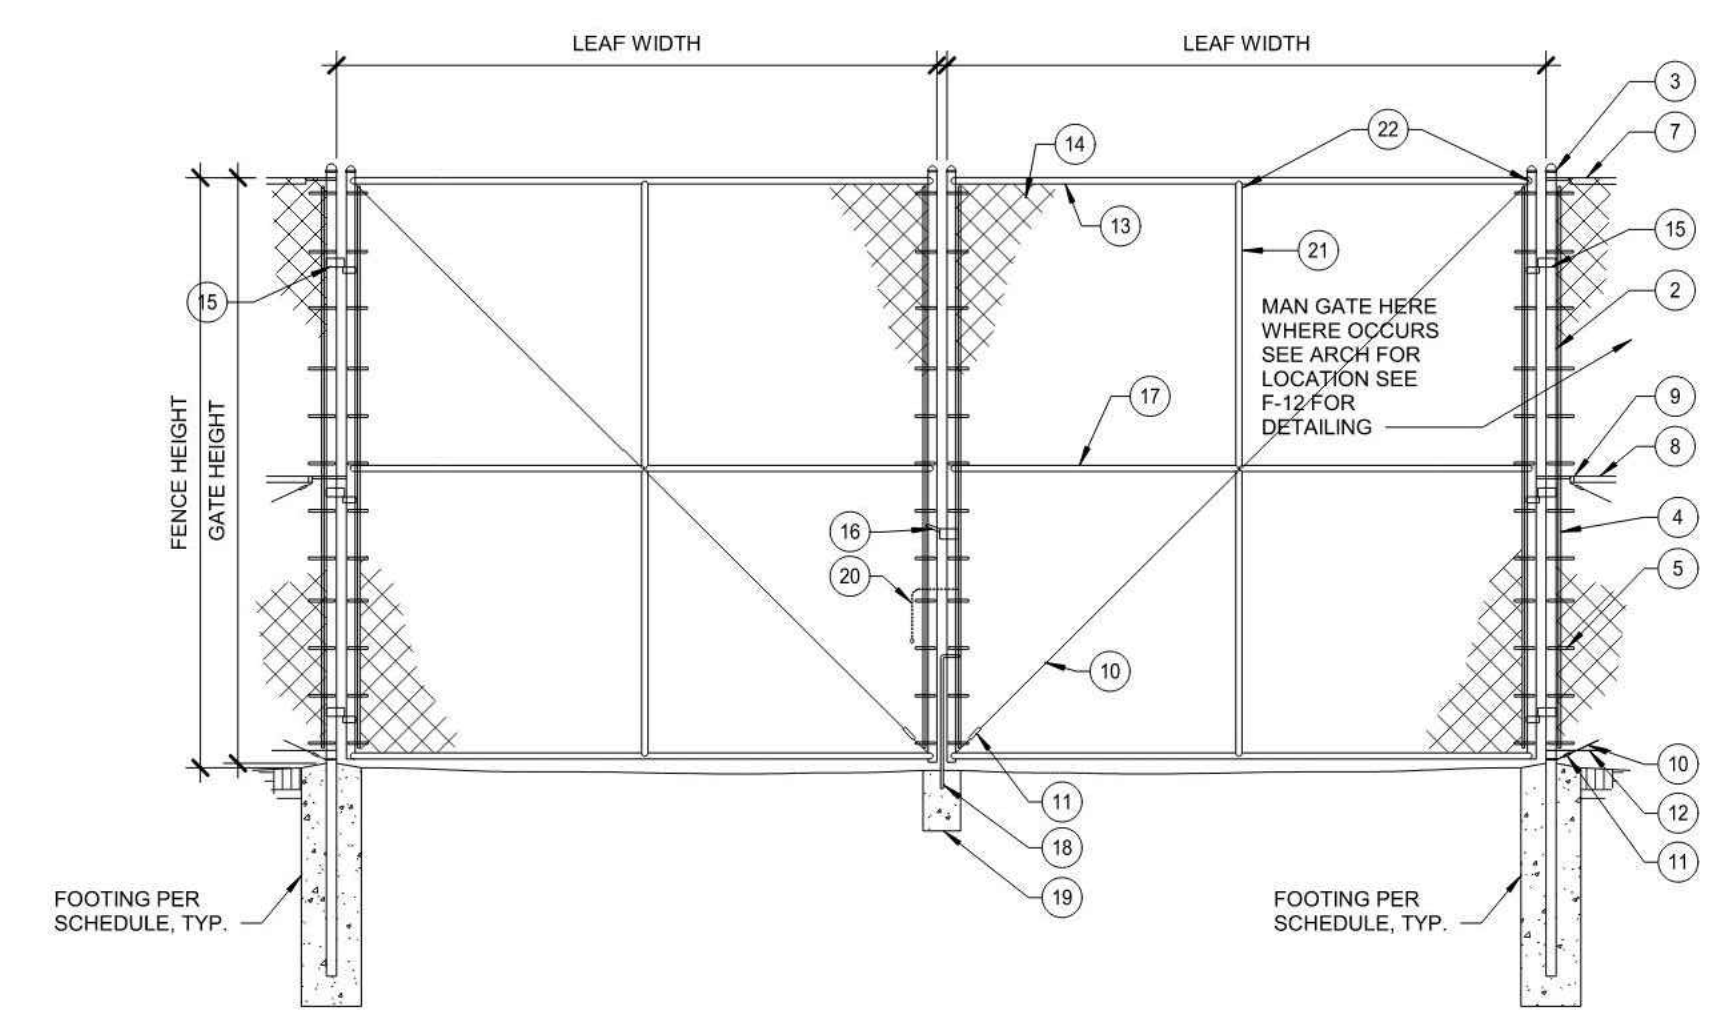 LEAF WIDTH
LEAF WIDTH
3
7
22
14
13
15
21
15
2
MAN GATE HERE
WHERE OCCURS
SEE ARCH FOR
LOCATION SEE
F-12 FOR
DETAILING
17
9
8
FENCE HEIGHT
GATE HEIGHT
16
4
20
5
10
10
11
12
18
11
19
FOOTING PER
SCHEDULE, TYP.
FOOTING PER
SCHEDULE, TYP.